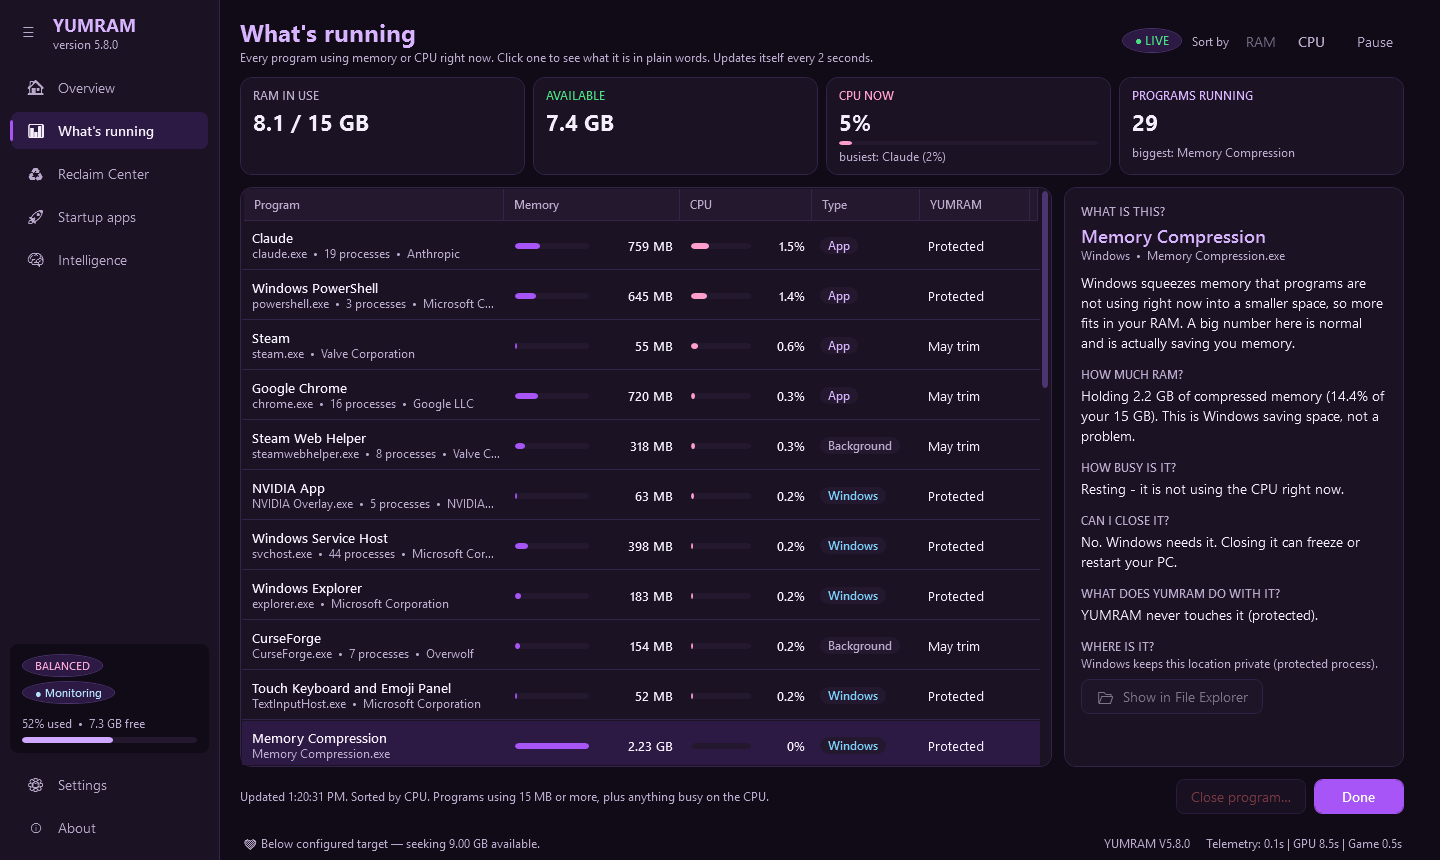 YUMRAM
version 5.8.0
Overview
What's running
Reclaim Center
Startup apps
Intelligence
BALANCED
● Monitoring
52% used • 7.3 GB free
Settings
About
What's running
Every program using memory or CPU right now. Click one to see what it is in plain words. Updates itself every 2 seconds.
● LIVE Sort by RAM CPU Pause
RAM IN USE
8.1 / 15 GB
AVAILABLE
7.4 GB
CPU NOW
5%
busiest: Claude (2%)
PROGRAMS RUNNING
29
biggest: Memory Compression
Program Memory CPU Type YUMRAM
Claude
claude.exe • 19 processes • Anthropic
759 MB 1.5% App Protected
Windows PowerShell
powershell.exe • 3 processes • Microsoft C...
645 MB 1.4% App Protected
Steam
steam.exe • Valve Corporation
55 MB 0.6% App May trim
Google Chrome
chrome.exe • 16 processes • Google LLC
720 MB 0.3% App May trim
Steam Web Helper
steamwebhelper.exe • 8 processes • Valve C...
318 MB 0.3% Background May trim
NVIDIA App
NVIDIA Overlay.exe • 5 processes • NVIDIA...
63 MB 0.2% Windows Protected
Windows Service Host
svchost.exe • 44 processes • Microsoft Cor...
398 MB 0.2% Windows Protected
Windows Explorer
explorer.exe • Microsoft Corporation
183 MB 0.2% Windows Protected
CurseForge
CurseForge.exe • 7 processes • Overwolf
154 MB 0.2% Background May trim
Touch Keyboard and Emoji Panel
TextInputHost.exe • Microsoft Corporation
52 MB 0.2% Windows Protected
Memory Compression
Memory Compression.exe
2.23 GB 0% Windows Protected
WHAT IS THIS?
Memory Compression
Windows • Memory Compression.exe
Windows squeezes memory that programs are
not using right now into a smaller space, so more
fits in your RAM. A big number here is normal
and is actually saving you memory.
HOW MUCH RAM?
Holding 2.2 GB of compressed memory (14.4% of
your 15 GB). This is Windows saving space, not a
problem.
HOW BUSY IS IT?
Resting - it is not using the CPU right now.
CAN I CLOSE IT?
No. Windows needs it. Closing it can freeze or
restart your PC.
WHAT DOES YUMRAM DO WITH IT?
YUMRAM never touches it (protected).
WHERE IS IT?
Windows keeps this location private (protected process).
Show in File Explorer
Updated 1:20:31 PM. Sorted by CPU. Programs using 15 MB or more, plus anything busy on the CPU.
Close program... Done
Below configured target — seeking 9.00 GB available.
YUMRAM V5.8.0 Telemetry: 0.1s | GPU 8.5s | Game 0.5s